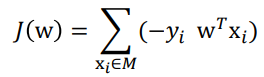 J(w) = ∑_{x_i∈M} (-y_i w^T x_i)